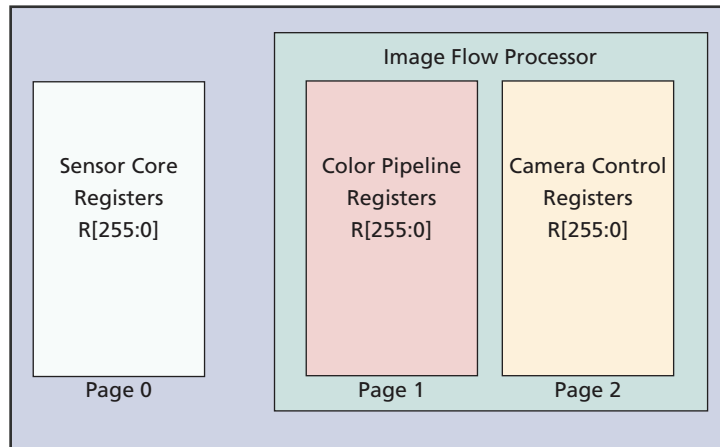 Image Flow Processor
Sensor Core
Registers
R[255:0]
Color Pipeline
Registers
R[255:0]
Camera Control
Registers
R[255:0]
Page 0
Page 1
Page 2